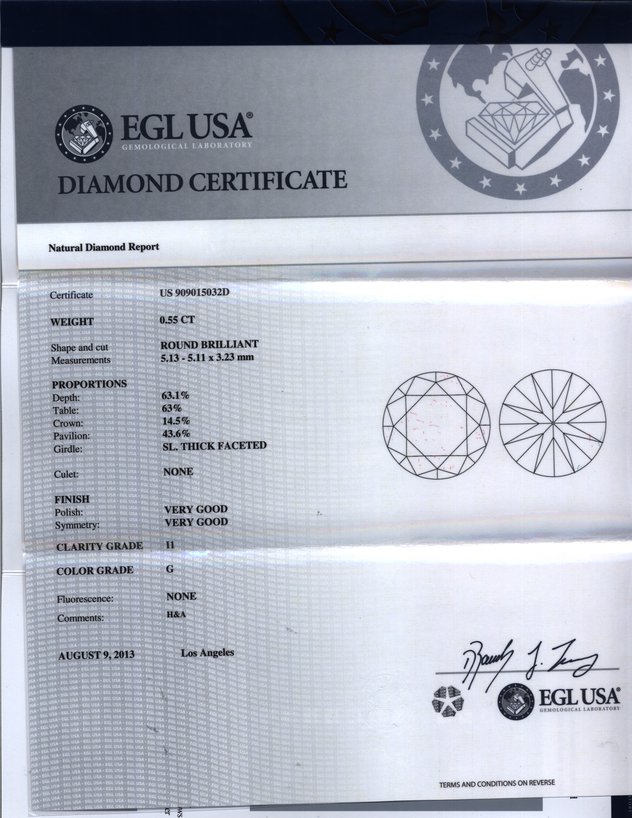 EGL USA®
GEMOLOGICAL LABORATORY
DIAMOND CERTIFICATE
Natural Diamond Report
Certificate US 909015032D
WEIGHT 0.55 CT
Shape and cut ROUND BRILLIANT
Measurements 5.13 - 5.11 x 3.23 mm
PROPORTIONS
Depth: 63.1%
Table: 63%
Crown: 14.5%
Pavilion: 43.6%
Girdle: SL. THICK FACETED
Culet: NONE
FINISH
Polish: VERY GOOD
Symmetry: VERY GOOD
CLARITY GRADE I1
COLOR GRADE G
Fluorescence: NONE
Comments: H&A
AUGUST 9, 2013 Los Angeles
EGL USA®
GEMOLOGICAL LABORATORY
TERMS AND CONDITIONS ON REVERSE